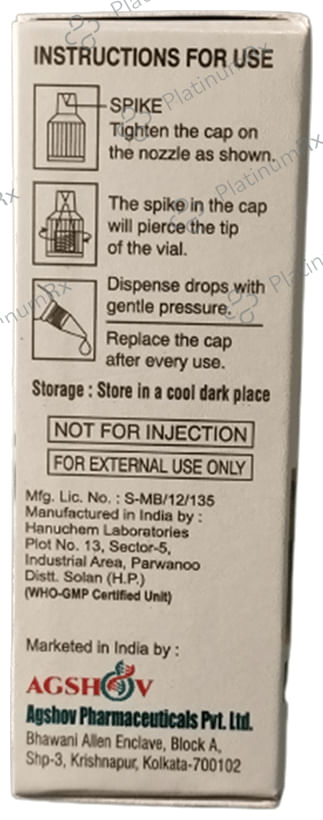 INSTRUCTIONS FOR USE
SPIKE
Tighten the cap on
the nozzle as shown.
The spike in the cap
will pierce the tip
of the vial.
Dispense drops with
gentle pressure.
Replace the cap
after every use.
Storage : Store in a cool dark place
NOT FOR INJECTION
FOR EXTERNAL USE ONLY
Mfg. Lic. No. : S-MB/12/135
Manufactured in India by :
Hanuchem Laboratories
Plot No. 13, Sector-5,
Industrial Area, Parwanoo
Distt. Solan (H.P.)
(WHO-GMP Certified Unit)
Marketed in India by :
AGSHOV
Agshov Pharmaceuticals Pvt. Ltd.
Bhawani Allen Enclave, Block A,
Shp-3, Krishnapur, Kolkata-700102
PlatinumRx
PlatinumRx
PlatinumRx
PlatinumRx